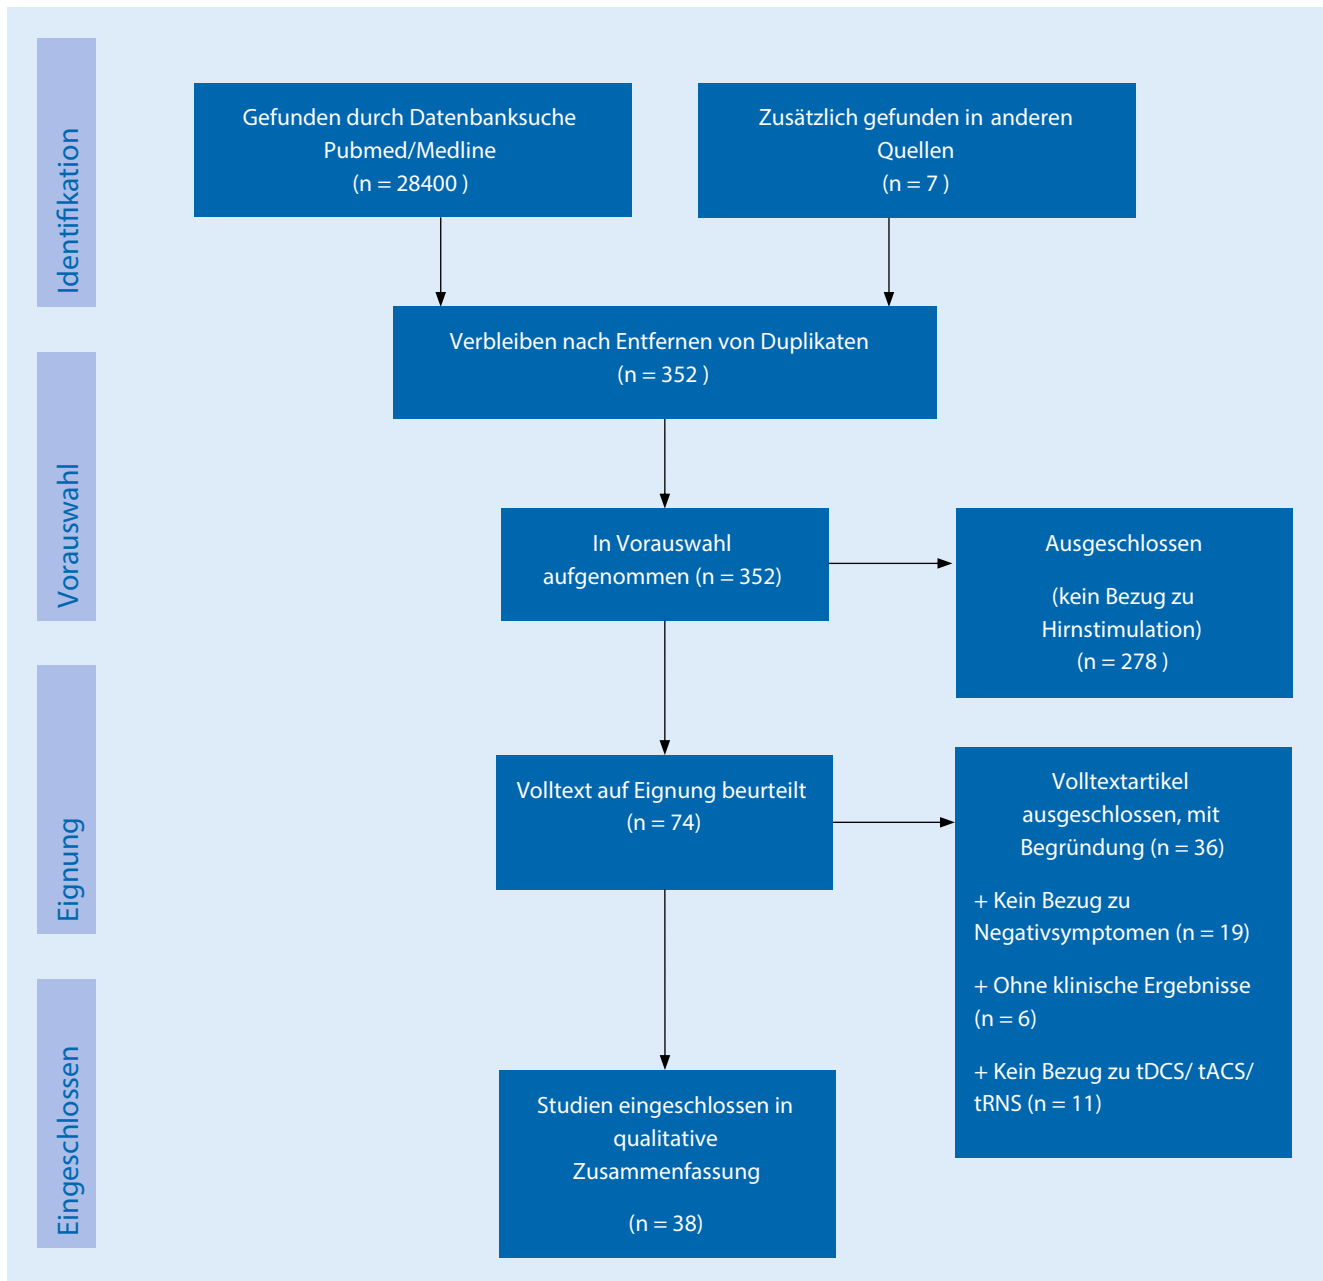 Identifikation
Gefunden durch Datenbanksuche
Pubmed/Medline
(n = 28400 )
Zusätzlich gefunden in anderen
Quellen
(n = 7 )
Verbleiben nach Entfernen von Duplikaten
(n = 352 )
Vorauswahl
In Vorauswahl
aufgenommen (n = 352)
Ausgeschlossen
(kein Bezug zu
Hirnstimulation)
(n = 278 )
Eignung
Volltext auf Eignung beurteilt
(n = 74)
Volltextartikel
ausgeschlossen, mit
Begründung (n = 36)
+ Kein Bezug zu
Negativsymptomen (n = 19)
+ Ohne klinische Ergebnisse
(n = 6)
+ Kein Bezug zu tDCS/ tACS/
tRNS (n = 11)
Eingeschlossen
Studien eingeschlossen in
qualitative
Zusammenfassung
(n = 38)